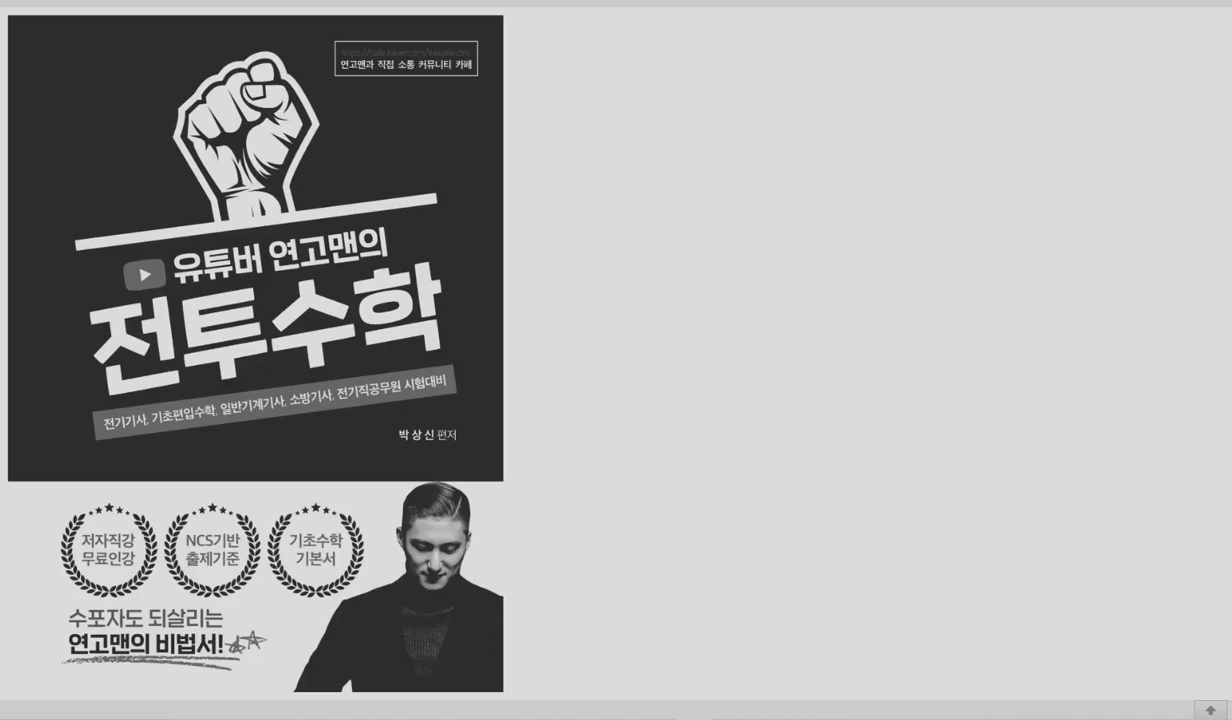 연고맨과 직접 소통 커뮤니티 카페
유튜버 연고맨의
전투수학
전기기사, 기초편입수학, 일반기계기사, 소방기사, 전기직공무원 시험대비
박상신 편저
저자직강
무료인강
NCS기반
출제기준
기초수학
기본서
수포자도 되살리는
연고맨의 비법서!